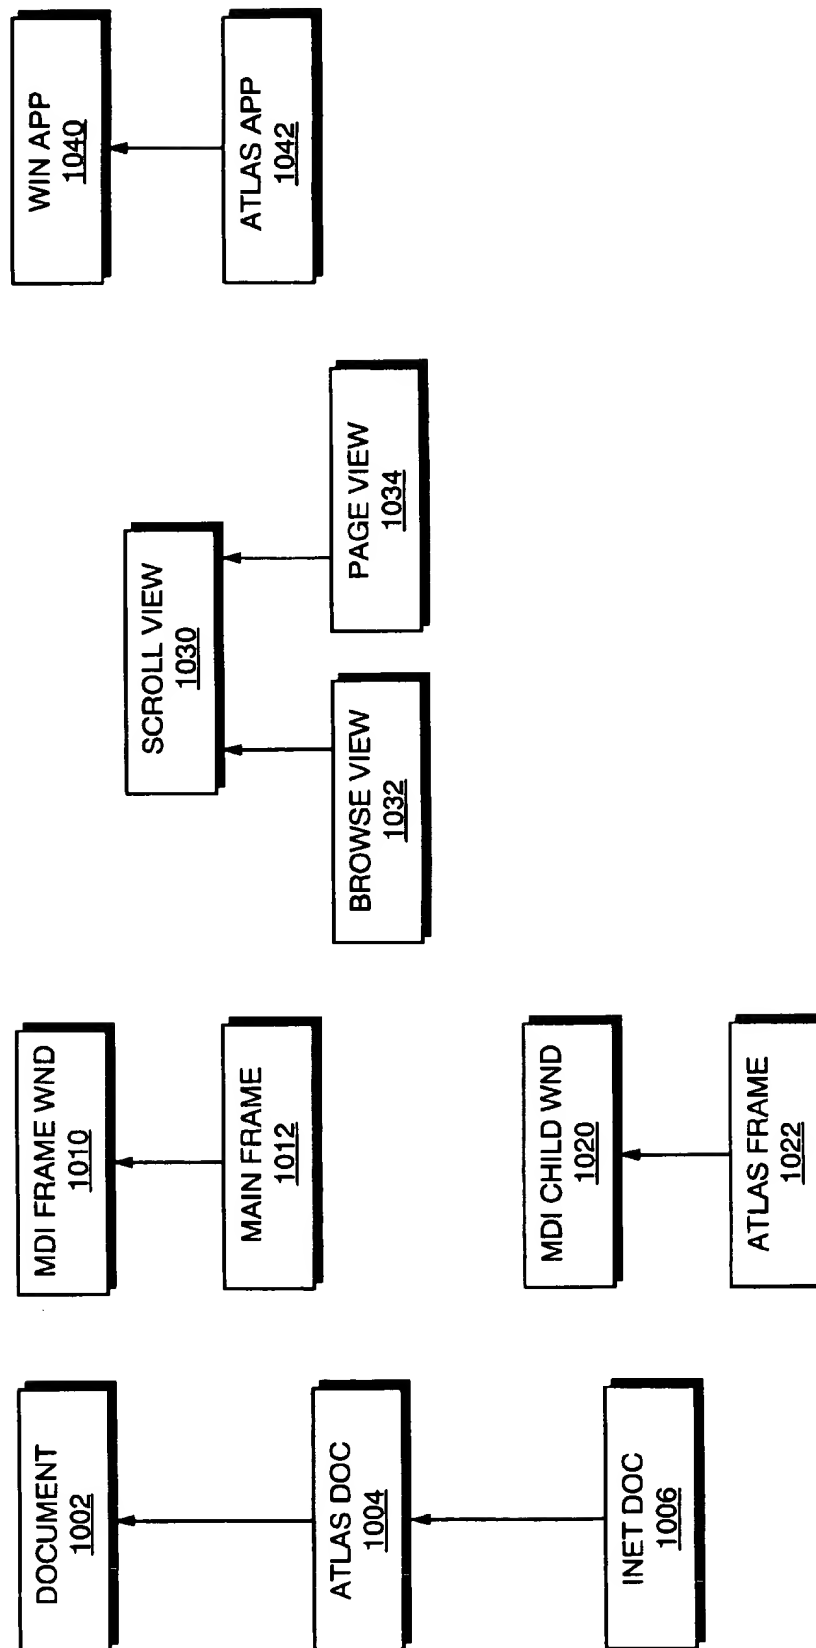 DOCUMENT
1002
ATLAS DOC
1004
INET DOC
1006
MDI FRAME WND
1010
MAIN FRAME
1012
MDI CHILD WND
1020
ATLAS FRAME
1022
SCROLL VIEW
1030
BROWSE VIEW
1032
PAGE VIEW
1034
WIN APP
1040
ATLAS APP
1042